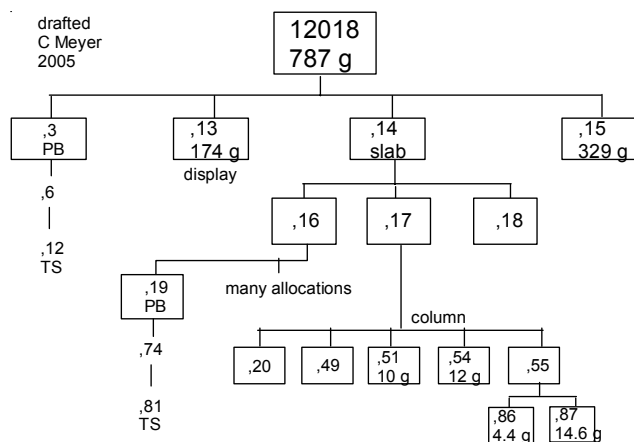 drafted
C Meyer
2005
12018
787 g
,3
PB
,13
174 g
display
,14
slab
,15
329 g
,6
,12
TS
,16
,17
,18
,19
PB
many allocations
,74
,81
TS
column
,20
,49
,51
10 g
,54
12 g
,55
,86
4.4 g
,87
14.6 g